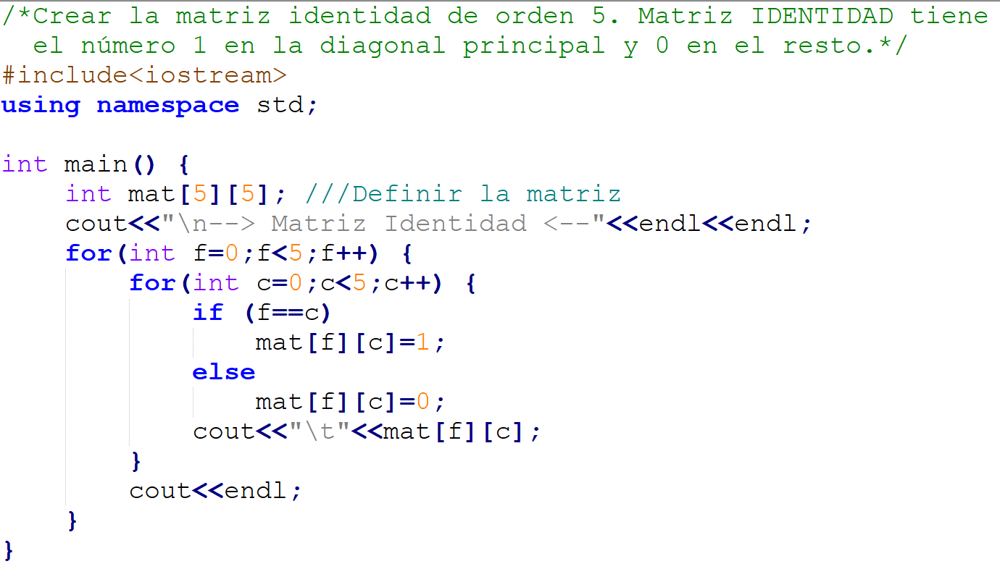 /*Crear la matriz identidad de orden 5. Matriz IDENTIDAD tiene
  el número 1 en la diagonal principal y 0 en el resto.*/
#include<iostream>
using namespace std;

int main() {
    int mat[5][5]; ///Definir la matriz
    cout<<"\n--> Matriz Identidad <--"<<endl<<endl;
    for(int f=0;f<5;f++) {
        for(int c=0;c<5;c++) {
            if (f==c)
                mat[f][c]=1;
            else
                mat[f][c]=0;
            cout<<"\t"<<mat[f][c];
        }
        cout<<endl;
    }
}